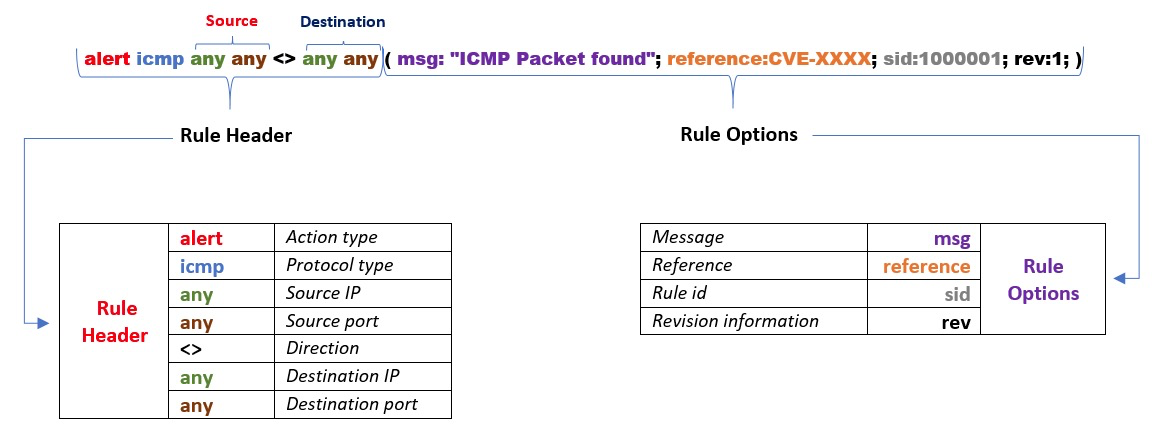 Source Destination
alert icmp any any <> any any ( msg: "ICMP Packet found"; reference:CVE-XXXX; sid:1000001; rev:1; )
Rule Header
Rule Options
Rule Header
alert Action type
icmp Protocol type
any Source IP
any Source port
<> Direction
any Destination IP
any Destination port
Message msg
Reference reference
Rule id sid
Revision information rev
Rule
Options